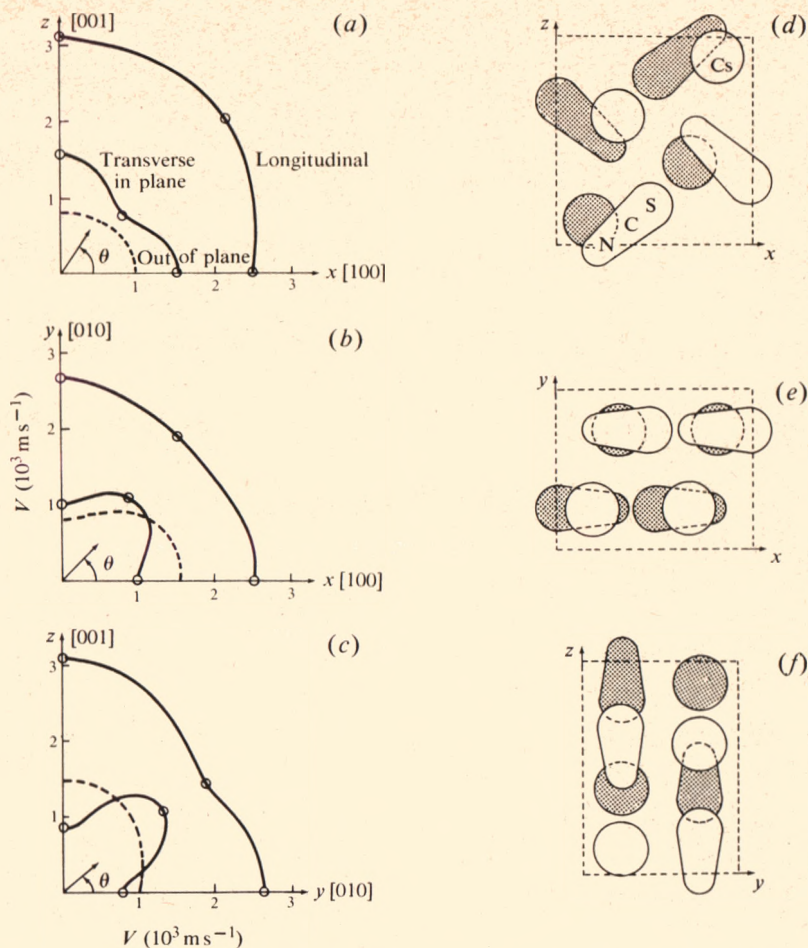 (a)
z [001]
3
2
1
Transverse
in plane
Longitudinal
Out of plane
θ
1
2
3
x [100]
(b)
y [010]
3
2
1
V (10³ m s⁻¹)
θ
1
2
3
x [100]
(c)
z [001]
3
2
1
θ
1
2
3
y [010]
V (10³ m s⁻¹)
(d)
z
Cs
S
C
N
x
(e)
y
x
(f)
z
y